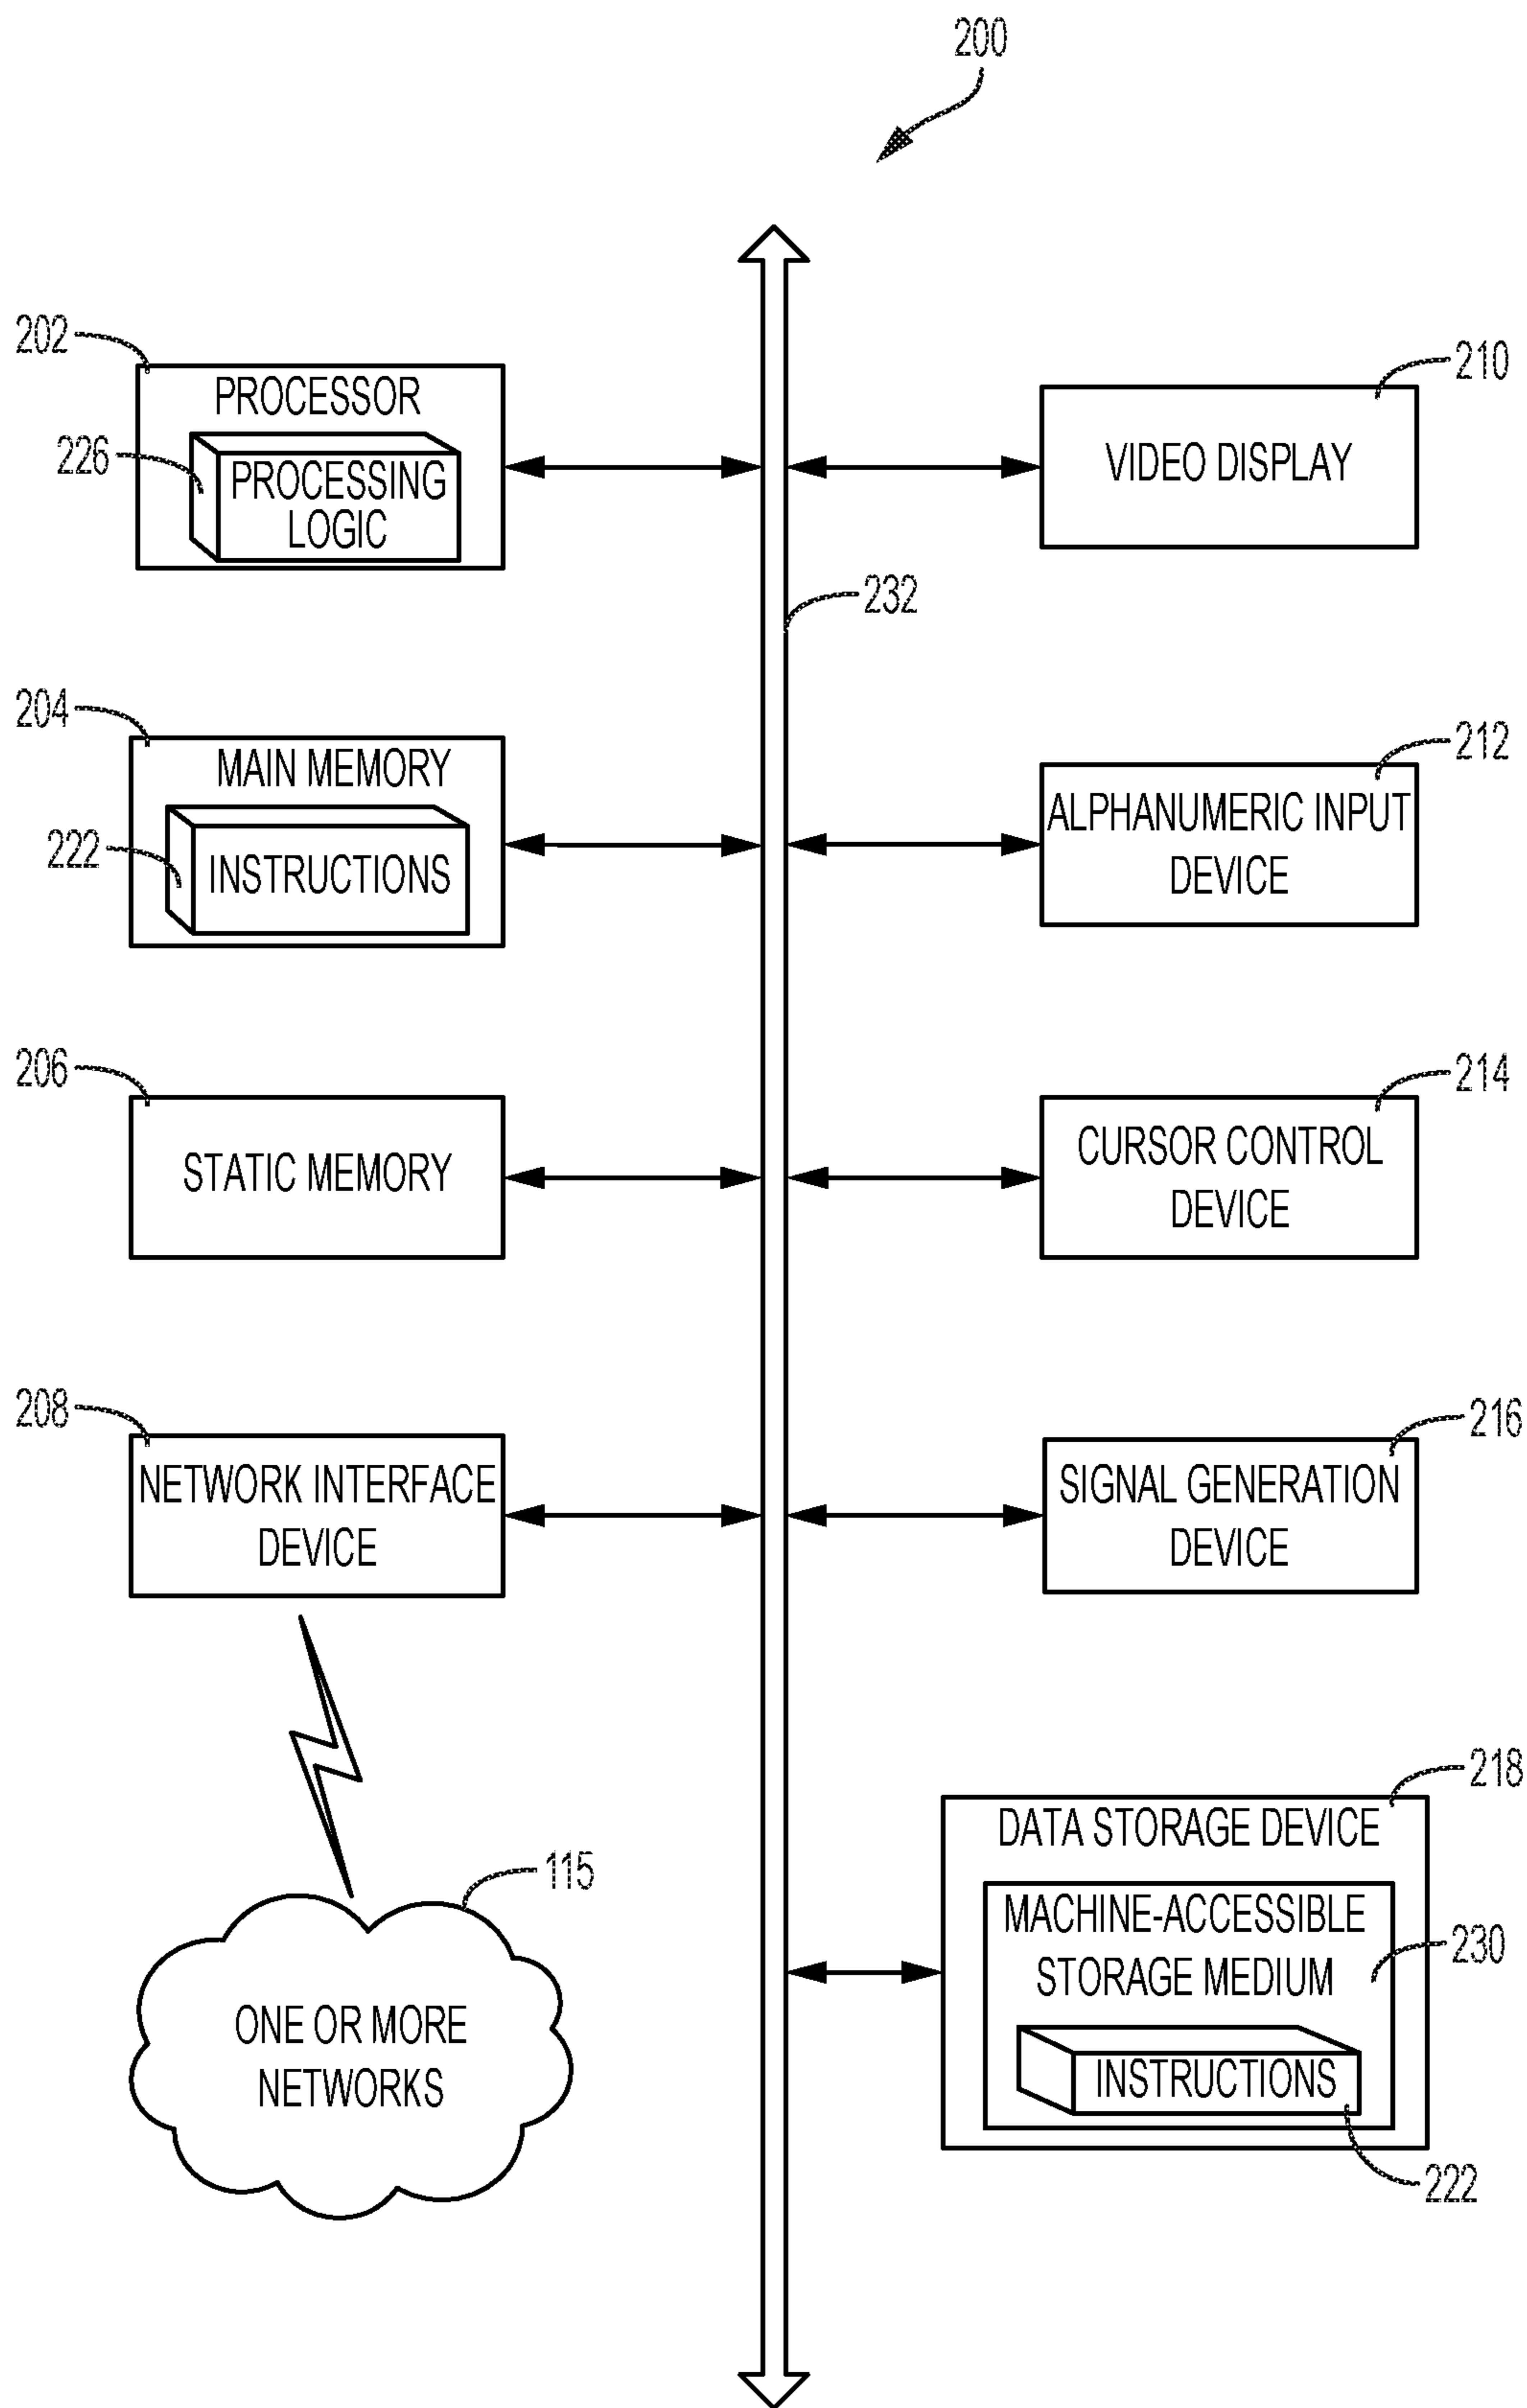 200
202
PROCESSOR
226
PROCESSING
LOGIC
210
VIDEO DISPLAY
232
204
MAIN MEMORY
222
INSTRUCTIONS
212
ALPHANUMERIC INPUT
DEVICE
206
STATIC MEMORY
214
CURSOR CONTROL
DEVICE
208
NETWORK INTERFACE
DEVICE
216
SIGNAL GENERATION
DEVICE
115
ONE OR MORE
NETWORKS
218
DATA STORAGE DEVICE
MACHINE-ACCESSIBLE
STORAGE MEDIUM
230
INSTRUCTIONS
222